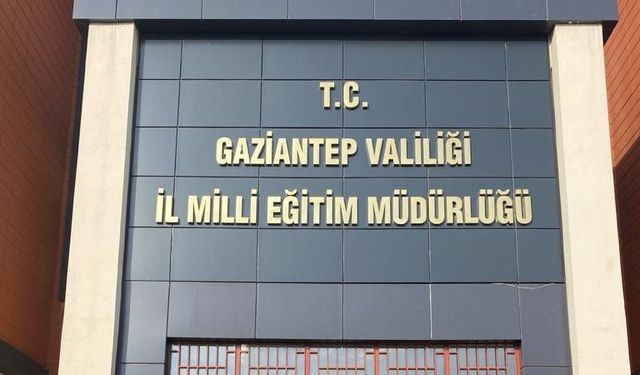 T.C.
GAZİANTEP VALİLİĞİ
İL MİLLİ EĞİTİM MÜDÜRLÜĞÜ